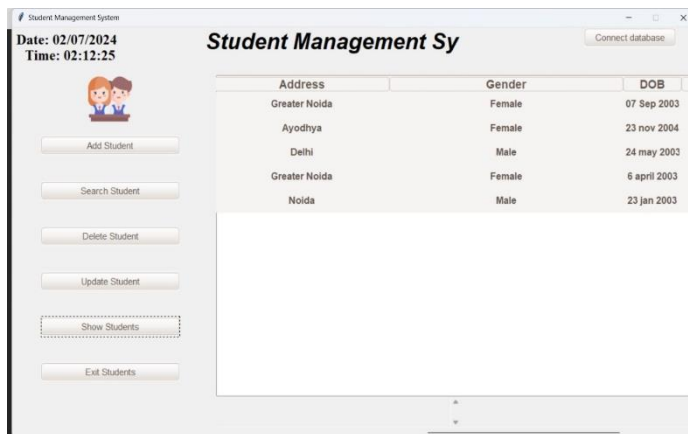 Student Management System
Date: 02/07/2024
Time: 02:12:25
Student Management Sy
Connect database
Address Gender DOB
Greater Noida Female 07 Sep 2003
Ayodhya Female 23 nov 2004
Delhi Male 24 may 2003
Greater Noida Female 6 april 2003
Noida Male 23 jan 2003
Add Student
Search Student
Delete Student
Update Student
Show Students
Exit Students